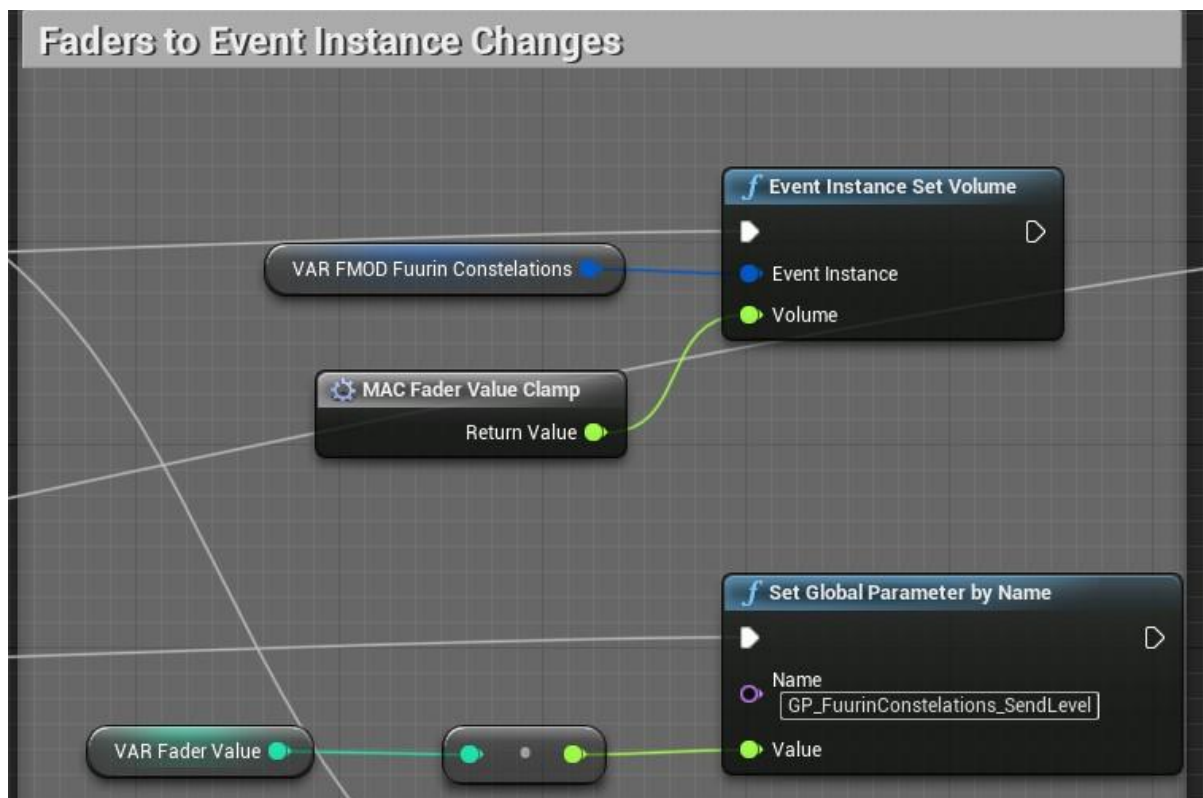 Faders to Event Instance Changes
f Event Instance Set Volume
VAR FMOD Fuurin Constelations
Event Instance
Volume
MAC Fader Value Clamp
Return Value
f Set Global Parameter by Name
Name
GP_FuurinConstelations_SendLevel
VAR Fader Value
Value